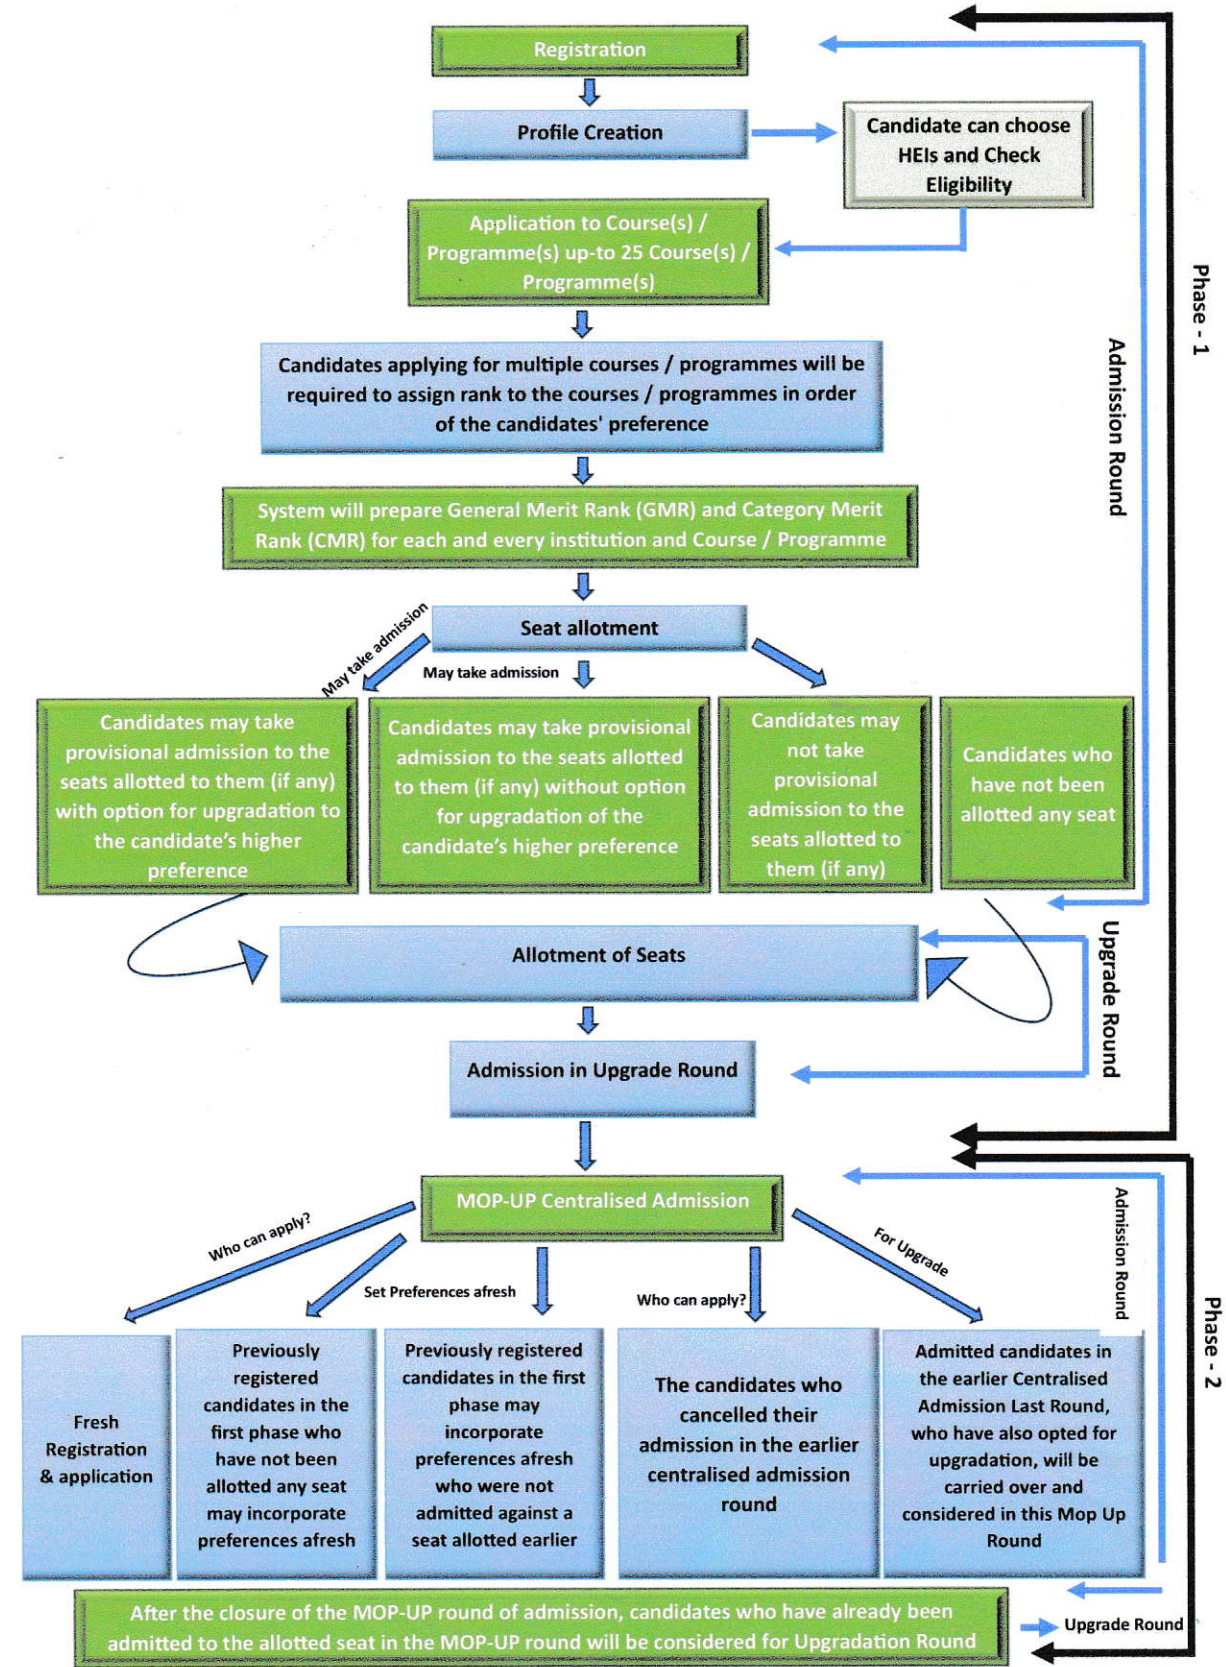 Registration
Profile Creation
Candidate can choose
HEIs and Check
Eligibility
Application to Course(s) /
Programme(s) up-to 25 Course(s) /
Programme(s)
Candidates applying for multiple courses / programmes will be
required to assign rank to the courses / programmes in order
of the candidates' preference
System will prepare General Merit Rank (GMR) and Category Merit
Rank (CMR) for each and every institution and Course / Programme
Seat allotment
May take admission
May take admission
Candidates may take
provisional admission to the
seats allotted to them (if any)
with option for upgradation to
the candidate’s higher
preference
Candidates may take provisional
admission to the seats allotted
to them (if any) without option
for upgradation of the
candidate’s higher preference
Candidates may
not take
provisional
admission to the
seats allotted to
them (if any)
Candidates who
have not been
allotted any seat
Admission Round
Phase - 1
Allotment of Seats
Upgrade Round
Admission in Upgrade Round
MOP-UP Centralised Admission
Who can apply?
Set Preferences afresh
Who can apply?
For Upgrade
Admission Round
Phase - 2
Fresh
Registration
& application
Previously
registered
candidates in the
first phase who
have not been
allotted any seat
may incorporate
preferences afresh
Previously registered
candidates in the first
phase may
incorporate
preferences afresh
who were not
admitted against a
seat allotted earlier
The candidates who
cancelled their
admission in the earlier
centralised admission
round
Admitted candidates in
the earlier Centralised
Admission Last Round,
who have also opted for
upgradation, will be
carried over and
considered in this Mop Up
Round
After the closure of the MOP-UP round of admission, candidates who have already been
admitted to the allotted seat in the MOP-UP round will be considered for Upgradation Round
Upgrade Round